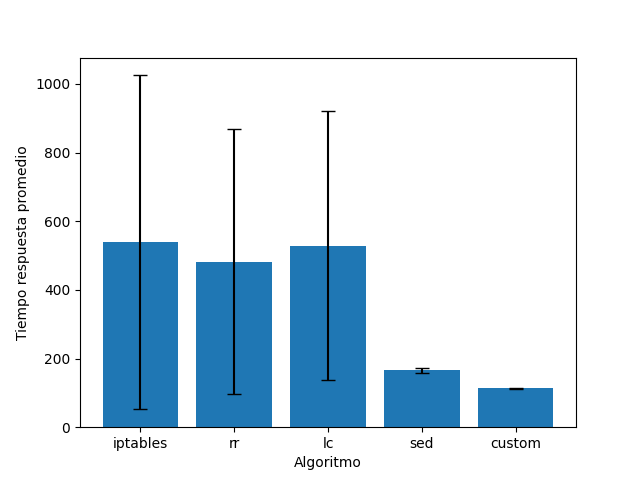 1000
800
600
400
200
0
Tiempo respuesta promedio
iptables rr lc sed custom
Algoritmo